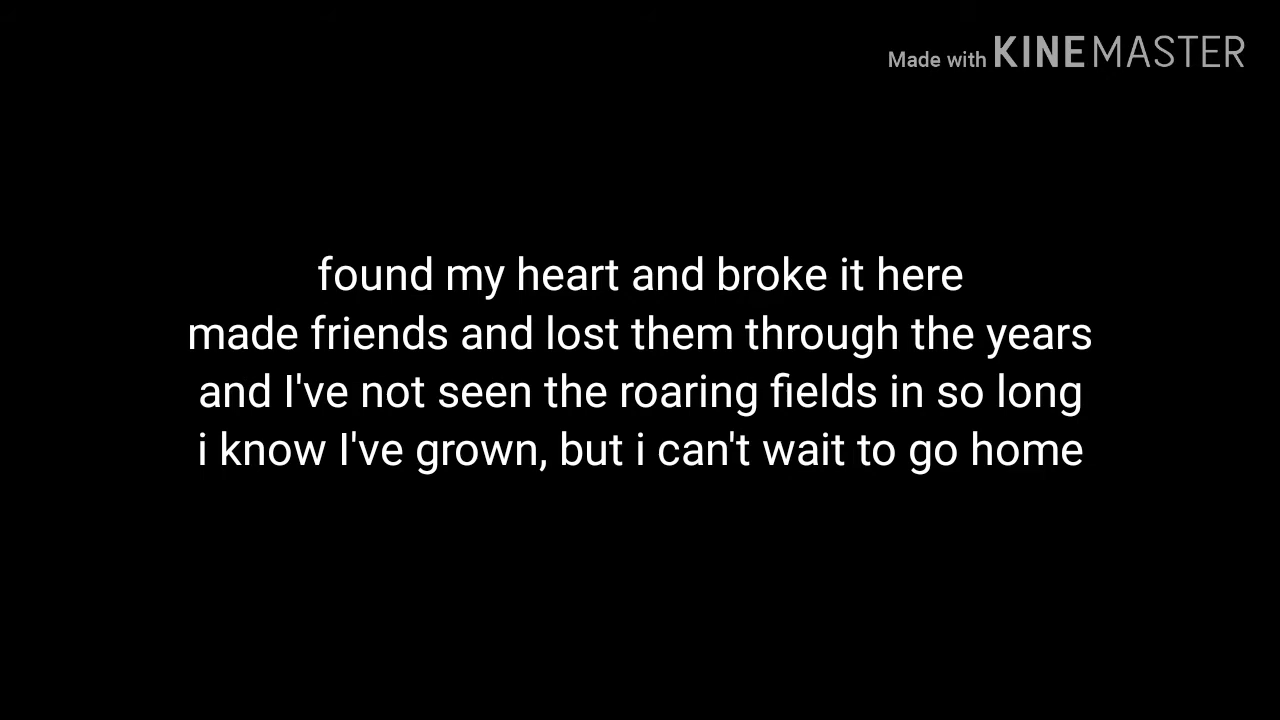 Made with KINEMASTER
found my heart and broke it here
made friends and lost them through the years
and I've not seen the roaring fields in so long
i know I've grown, but i can't wait to go home